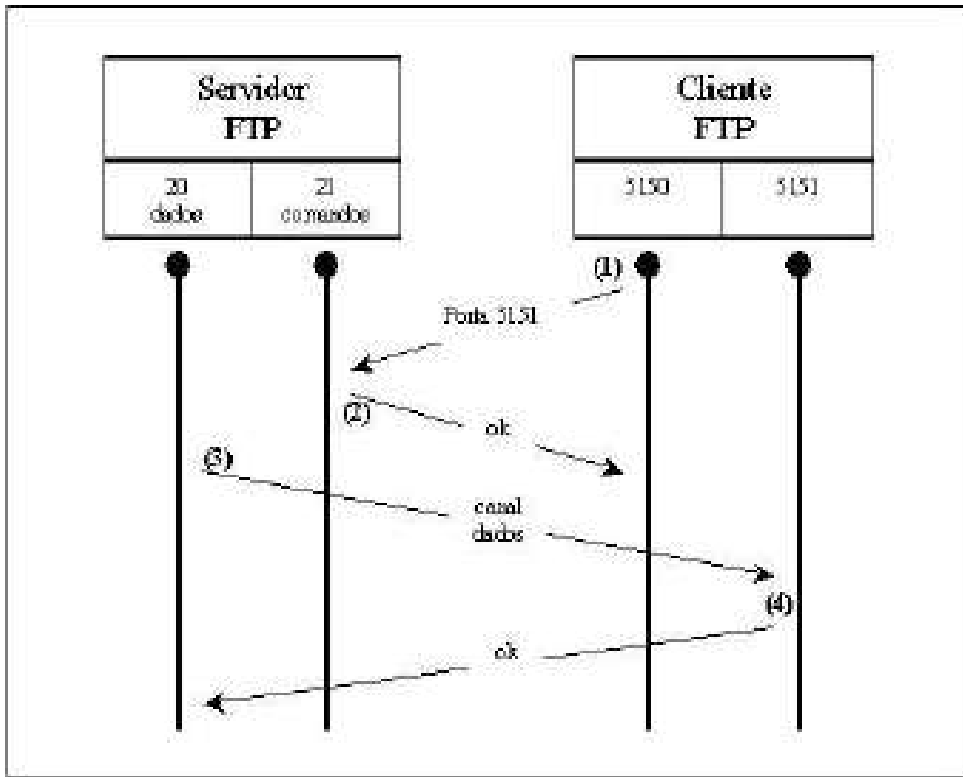 Servidor
FTP
Cliente
FTP
20
dados
21
comandos
5150
5151
(1)
Porta 5151
(2)
ok
(3)
canal
dados
(4)
ok